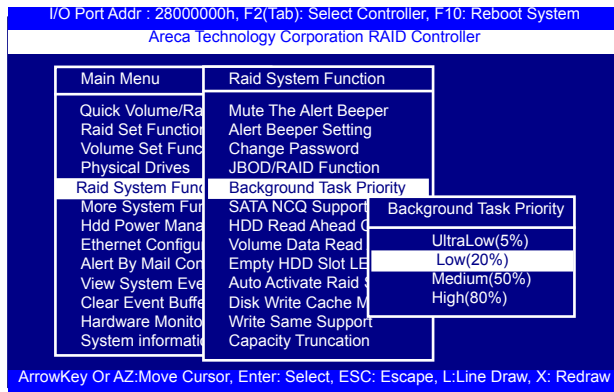 I/O Port Addr : 28000000h, F2(Tab): Select Controller, F10: Reboot System
Areca Technology Corporation RAID Controller
Main Menu
Quick Volume/Ra
Raid Set Function
Volume Set Func
Physical Drives
Raid System Func
More System Fun
Hdd Power Mana
Ethernet Configu
Alert By Mail Con
View System Eve
Clear Event Buffe
Hardware Monito
System informati
Raid System Function
Mute The Alert Beeper
Alert Beeper Setting
Change Password
JBOD/RAID Function
Background Task Priority
SATA NCQ Support
HDD Read Ahead C
Volume Data Read
Empty HDD Slot LE
Auto Activate Raid S
Disk Write Cache M
Write Same Support
Capacity Truncation
Background Task Priority
UltraLow(5%)
Low(20%)
Medium(50%)
High(80%)
ArrowKey Or AZ:Move Cursor, Enter: Select, ESC: Escape, L:Line Draw, X: Redraw